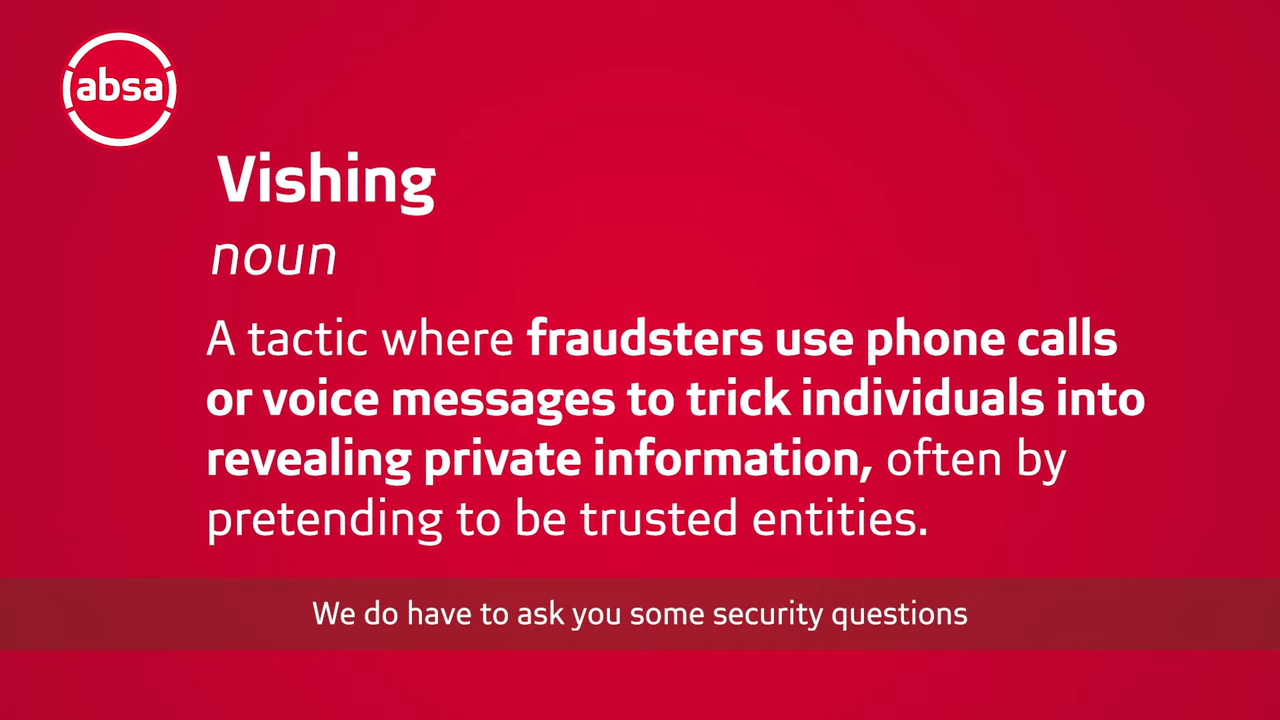 absa
Vishing
noun
A tactic where fraudsters use phone calls
or voice messages to trick individuals into
revealing private information, often by
pretending to be trusted entities.
We do have to ask you some security questions